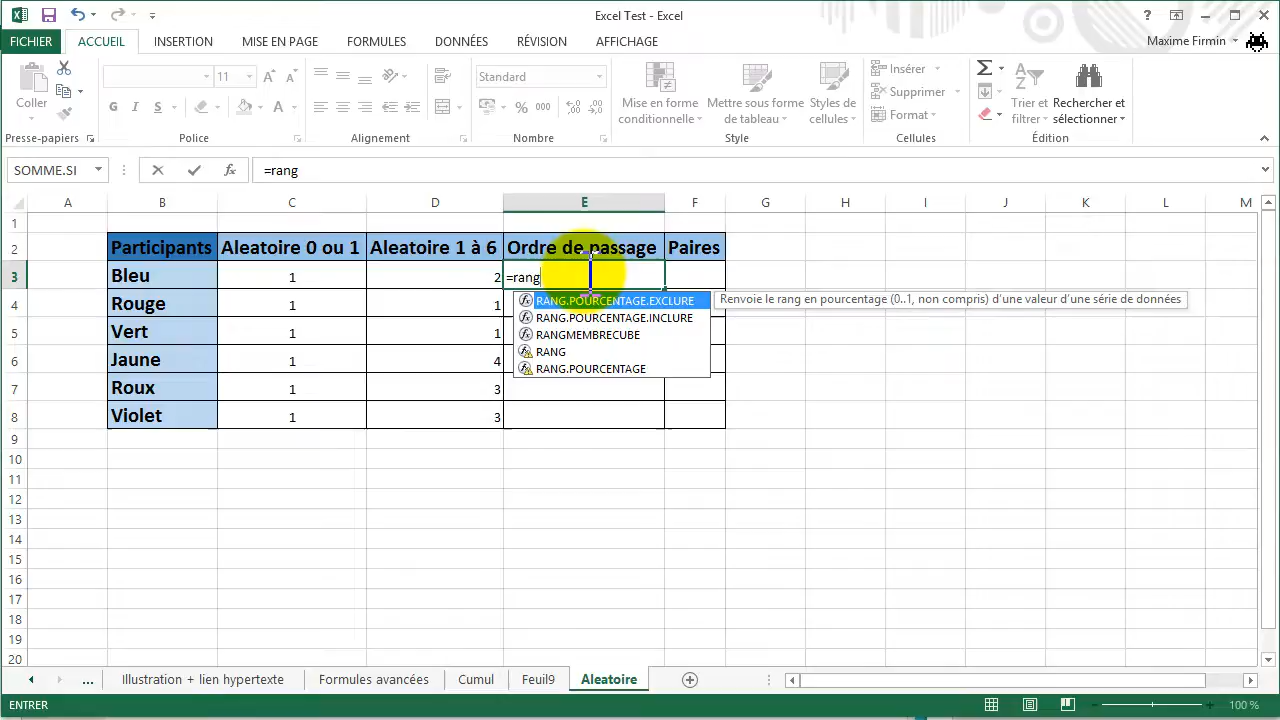 Excel Test - Excel
FICHIER ACCUEIL INSERTION MISE EN PAGE FORMULES DONNÉES RÉVISION AFFICHAGE Maxime Firmin
11 Standard Insérer
Supprimer
Format
Coller
G I S A
% 000
Mise en forme conditionnelle
Mettre sous forme de tableau
Styles de cellules
Trier et filtrer
Rechercher et sélectionner
Presse-papiers Police Alignement Nombre Style Cellules Édition
SOMME.SI =rang
A B C D E F G H I J K L M
1
2 Participants Aleatoire 0 ou 1 Aleatoire 1 à 6 Ordre de passage Paires
3 Bleu 1 2 =rang
RANG.POURCENTAGE.EXCLURE Renvoie le rang en pourcentage (0..1, non compris) d'une valeur d'une série de données
4 Rouge 1 1
RANG.POURCENTAGE.INCLURE
5 Vert 1 1 RANGMEMBRECUBE
RANG
6 Jaune 1 4
RANG.POURCENTAGE
7 Roux 1 3
8 Violet 1 3
9
10
11
12
13
14
15
16
17
18
19
20
... Illustration + lien hypertexte Formules avancées Cumul Feuil9 Aleatoire
ENTRER 100 %